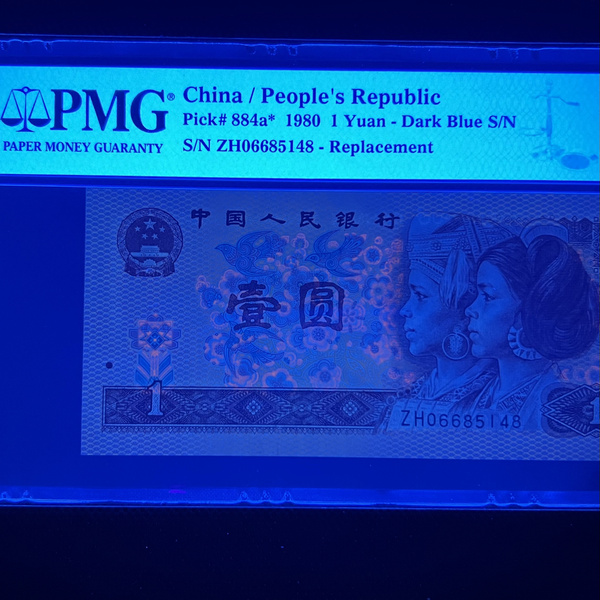 PMG®
PAPER MONEY GUARANTY
China / People's Republic
Pick# 884a* 1980 1 Yuan - Dark Blue S/N
S/N ZH06685148 - Replacement
中国人民银行
壹圆
1
ZH06685148
1